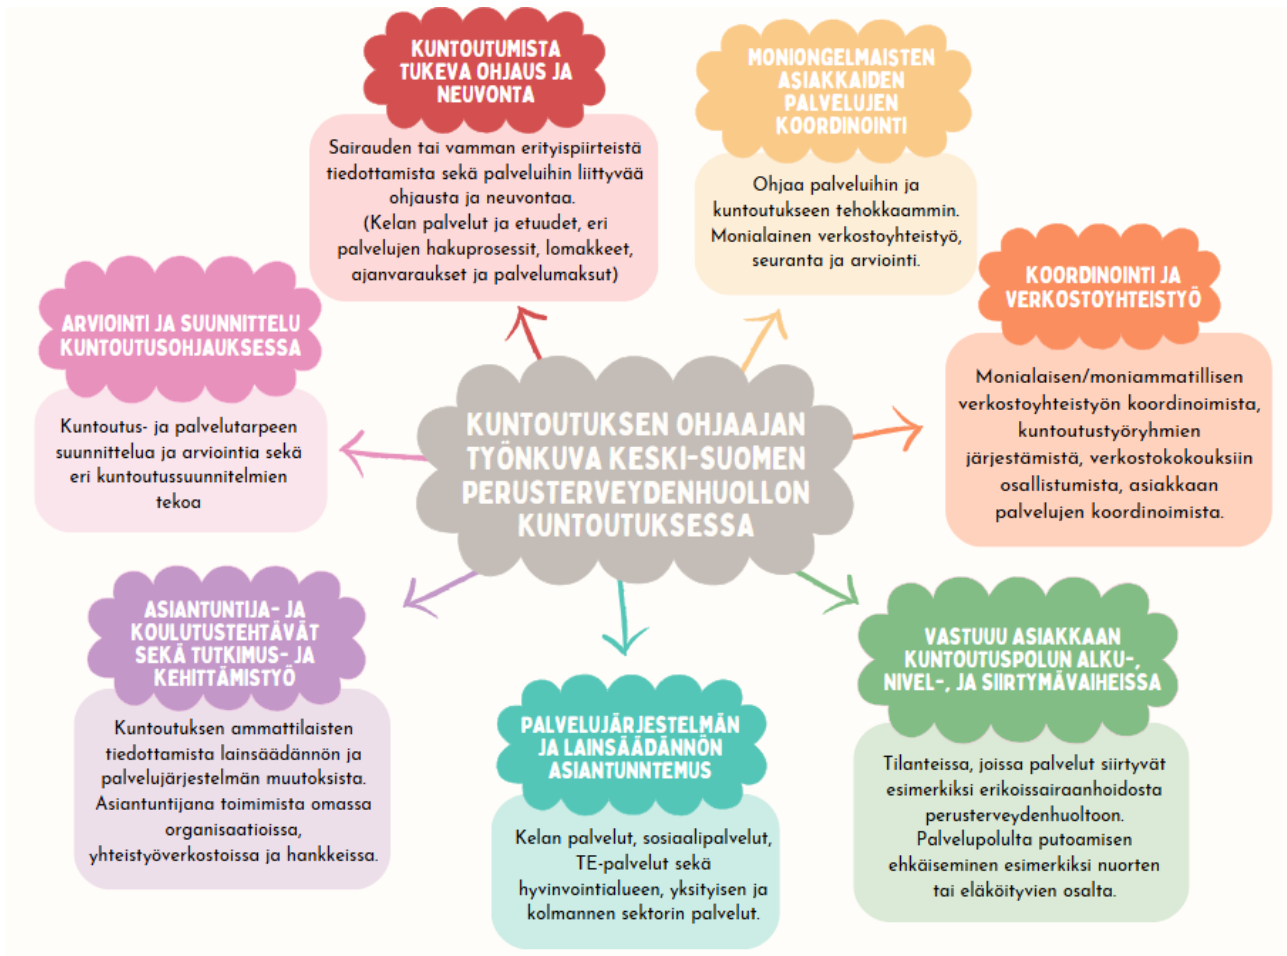 KUNTOUTUMISTA
TUKEVA OHJAUS JA
NEUVONTA
Sairauden tai vamman erityispiirteistä
tiedottamista sekä palveluihin liittyvää
ohjausta ja neuvontaa.
(Kelan palvelut ja etuudet, eri
palvelujen hakuprosessit, lomakkeet,
ajanvaraukset ja palvelumaksut)
MONIONGELMAISTEN
ASIAKKAIDEN
PALVELUJEN
KOORDINOINTI
Ohjaa palveluihin ja
kuntoutukseen tehokkaammin.
Monialainen verkostoyhteistyö,
seuranta ja arviointi.
KOORDINOINTI JA
VERKOSTOYHTEISTYÖ
Monialaisen/moniammatillisen
verkostoyhteistyön koordinoimista,
kuntoutustyöryhmien
järjestämistä, verkostokokouksiin
osallistumista, asiakkaan
palvelujen koordinoimista.
ARVIOINTI JA SUUNNITTELU
KUNTOUTUSOHJAUKSESSA
Kuntoutus- ja palvelutarpeen
suunnittelua ja arviointia sekä
eri kuntoutussuunnitelmien
tekoa
KUNTOUTUKSEN OHJAAJAN
TYÖNKUVA KESKI-SUOMEN
PERUSTERVEYDENHUOLLON
KUNTOUTUKSESSA
ASIANTUNTIJA- JA
KOULUTUSTEHTÄVÄT
SEKÄ TUTKIMUS- JA
KEHITTÄMISTYÖ
Kuntoutuksen ammattilaisten
tiedottamista lainsäädännön ja
palvelujärjestelmän muutoksista.
Asiantuntijana toimimista omassa
organisaatioissa,
yhteistyöverkostoissa ja hankkeissa.
PALVELUJÄRJESTELMÄN
JA LAINSÄÄDÄNNÖN
ASIANTUNNTEMUS
Kelan palvelut, sosiaalipalvelut,
TE-palvelut sekä
hyvinvointialueen, yksityisen ja
kolmannen sektorin palvelut.
VASTUUU ASIAKKAAN
KUNTOUTUSPOLUN ALKU-,
NIVEL-, JA SIIRTYMÄVAIHEISSA
Tilanteissa, joissa palvelut siirtyvät
esimerkiksi erikoissairaanhoidosta
perusterveydenhuoltoon.
Palvelupolulta putoamisen
ehkäiseminen esimerkiksi nuorten
tai eläköityvien osalta.